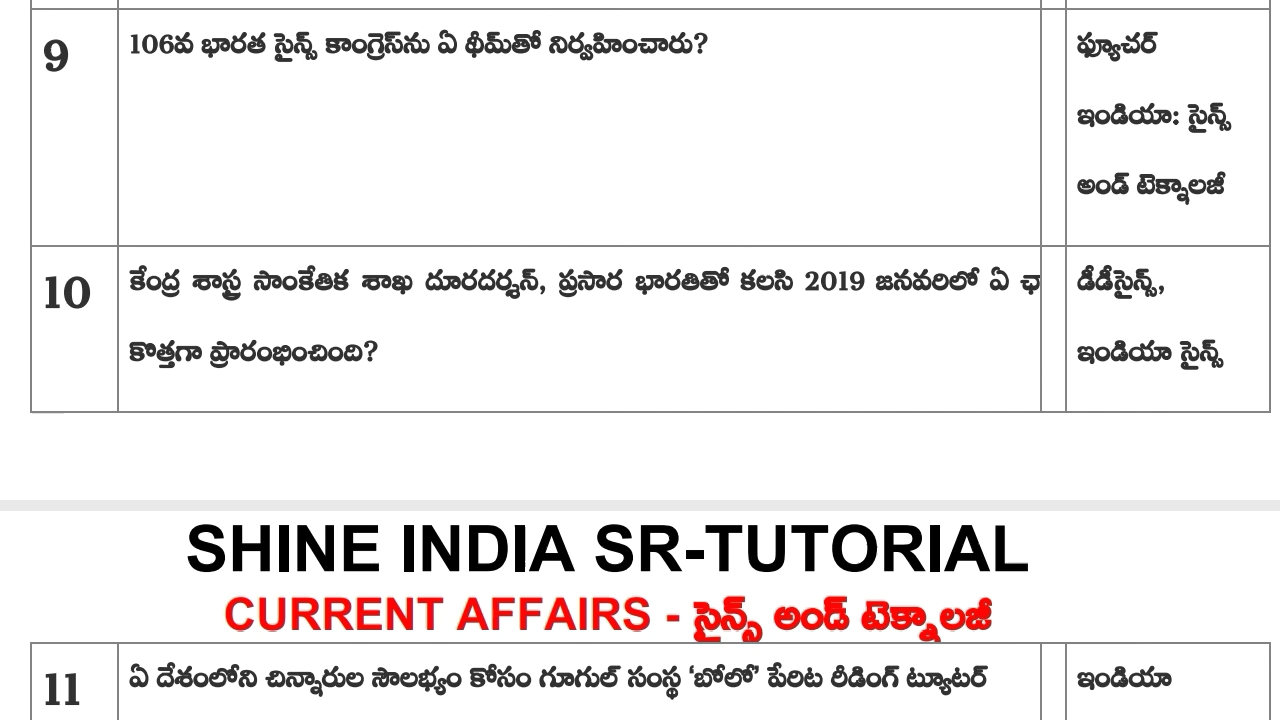 9
106వ భారత సైన్స్ కాంగ్రెస్‌ను ఏ థీమ్‌తో నిర్వహించారు?
ఫ్యూచర్
ఇండియా: సైన్స్
అండ్ టెక్నాలజీ
10
కేంద్ర శాస్త్ర సాంకేతిక శాఖ దూరదర్శన్, ప్రసార భారతితో కలసి 2019 జనవరిలో ఏ
కొత్తగా ప్రారంభించింది?
డీడీసైన్స్,
ఇండియా సైన్స్
SHINE INDIA SR-TUTORIAL
CURRENT AFFAIRS - సైన్స్ అండ్ టెక్నాలజీ
11
ఏ దేశంలోని చిన్నారుల సౌలభ్యం కోసం గూగుల్ సంస్థ ‘బోలో’ పేరిట రీడింగ్ ట్యూటర్
ఇండియా